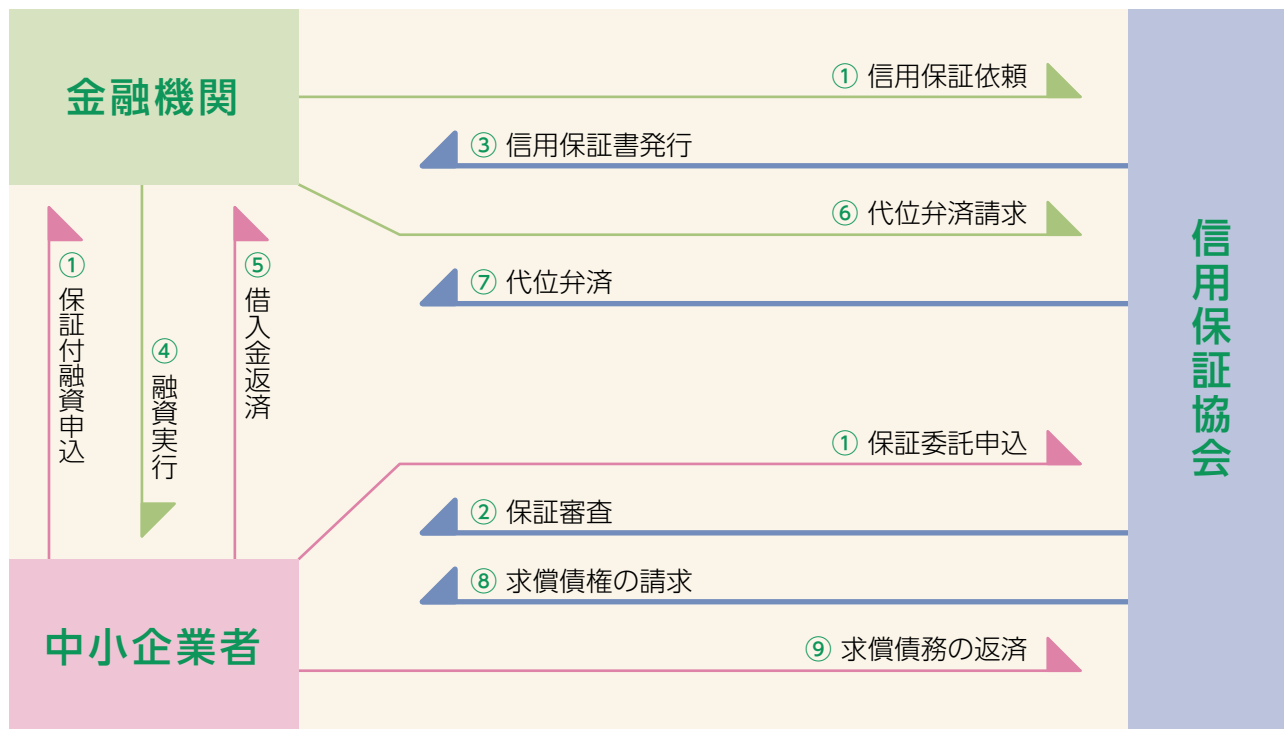 金融機関
① 信用保証依頼
③ 信用保証書発行
⑥ 代位弁済請求
⑦ 代位弁済
① 保証付融資申込
④ 融資実行
⑤ 借入金返済
信用保証協会
① 保証委託申込
② 保証審査
⑧ 求償債権の請求
中小企業者
⑨ 求償債務の返済